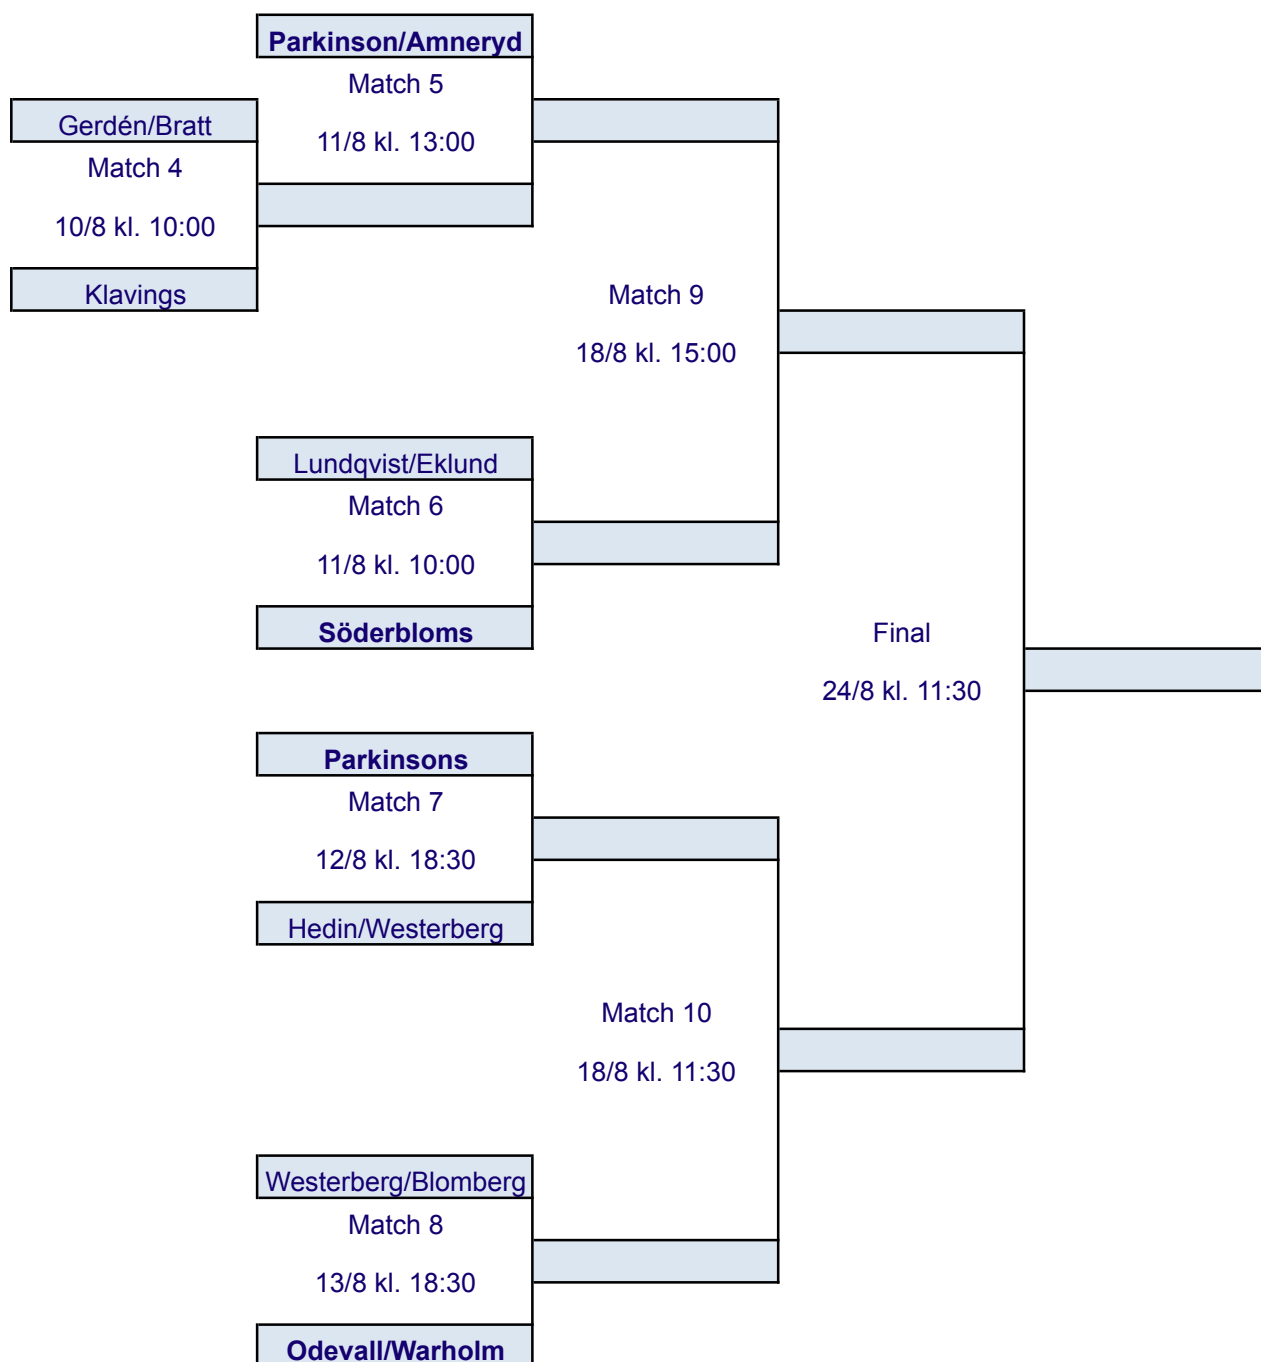 Parkinson/Amneryd
Match 5
11/8 kl. 13:00
Gerdén/Bratt
Match 4
10/8 kl. 10:00
Klavings
Match 9
18/8 kl. 15:00
Lundqvist/Eklund
Match 6
11/8 kl. 10:00
Söderbloms
Final
24/8 kl. 11:30
Parkinsons
Match 7
12/8 kl. 18:30
Hedin/Westerberg
Match 10
18/8 kl. 11:30
Westerberg/Blomberg
Match 8
13/8 kl. 18:30
Odevall/Warholm